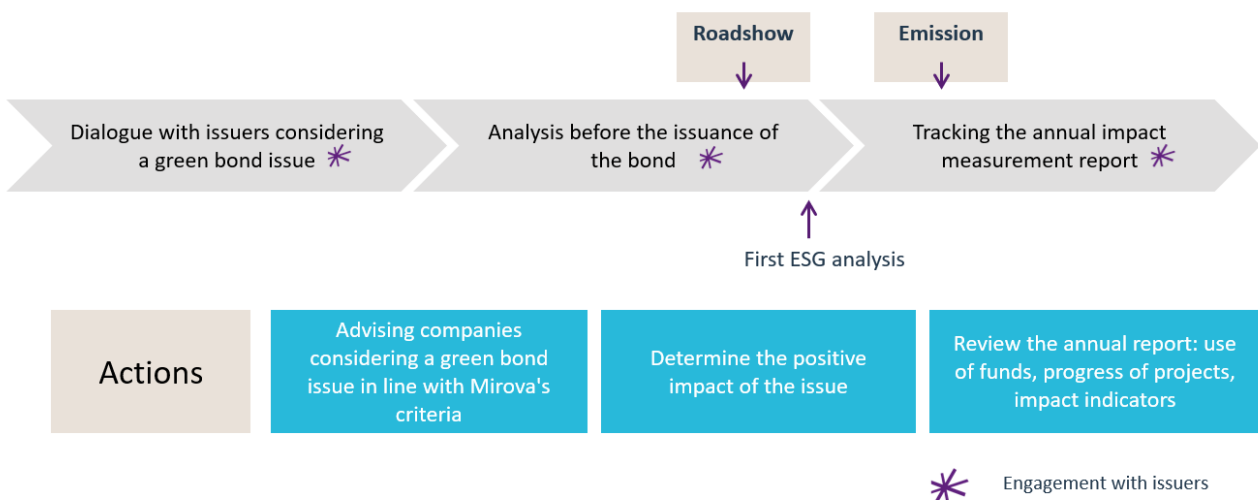 Roadshow
Emission
Dialogue with issuers considering
a green bond issue
Analysis before the issuance of
the bond
Tracking the annual impact
measurement report
First ESG analysis
Actions
Advising companies
considering a green bond
issue in line with Mirova's
criteria
Determine the positive
impact of the issue
Review the annual report: use
of funds, progress of projects,
impact indicators
Engagement with issuers